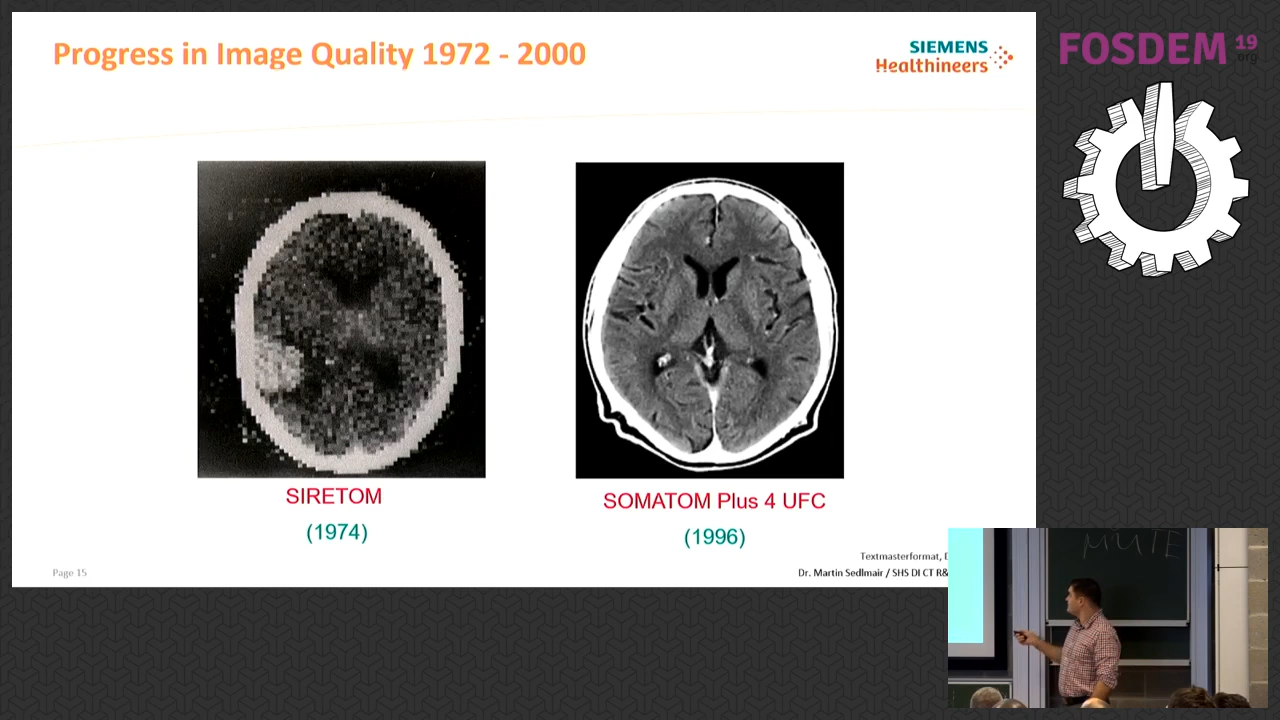 Progress in Image Quality 1972 - 2000
SIEMENS
Healthineers
FOSDEM 19
.org
SIRETOM
(1974)
SOMATOM Plus 4 UFC
(1996)
Textmasterformat, D
Page 15
Dr. Martin Sedlmair / SHS DI CT R&
MUTE